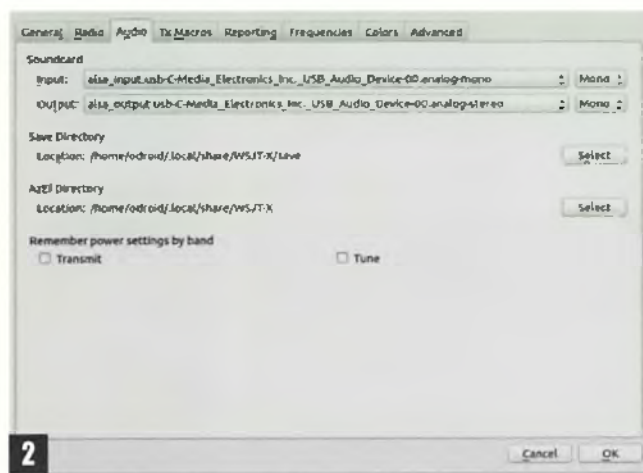 General Radio Audio Tx Macros Reporting Frequencies Colors Advanced
Soundcard
Input: alsa_input.usb-C-Media_Electronics_Inc._USB_Audio_Device-00.analog-mono Mono
Output: alsa_output.usb-C-Media_Electronics_Inc._USB_Audio_Device-00.analog-stereo Mono
Save Directory
Location: /home/odroid/.local/share/WSJT-X/save Select
AzEl Directory
Location: /home/odroid/.local/share/WSJT-X Select
Remember power settings by band
Transmit Tune
2
Cancel OK